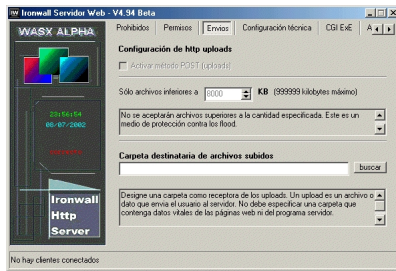 Ironwall Servidor Web - V4.94 Beta
WASX ALPHA
Prohibidos
Permisos
Envios
Configuración técnica
CGI ExE
A
Configuración de http uploads
Activar método POST (uploads)
Sólo archivos inferiores a
8000
KB (999999 kilobytes máximo)
No se aceptarán archivos superiores a la cantidad especificada. Este es un
medio de protección contra los flood.
23:56:54
06/07/2002
Carpeta destinataria de archivos subidos
buscar
Designe una carpeta como receptora de los uploads. Un upload es un archivo o
dato que envia el usuario al servidor. No debe especificar una carpeta que
contenga datos vitales de las páginas web ni del programa servidor.
Ironwall
Http
Server
No hay clientes conectados